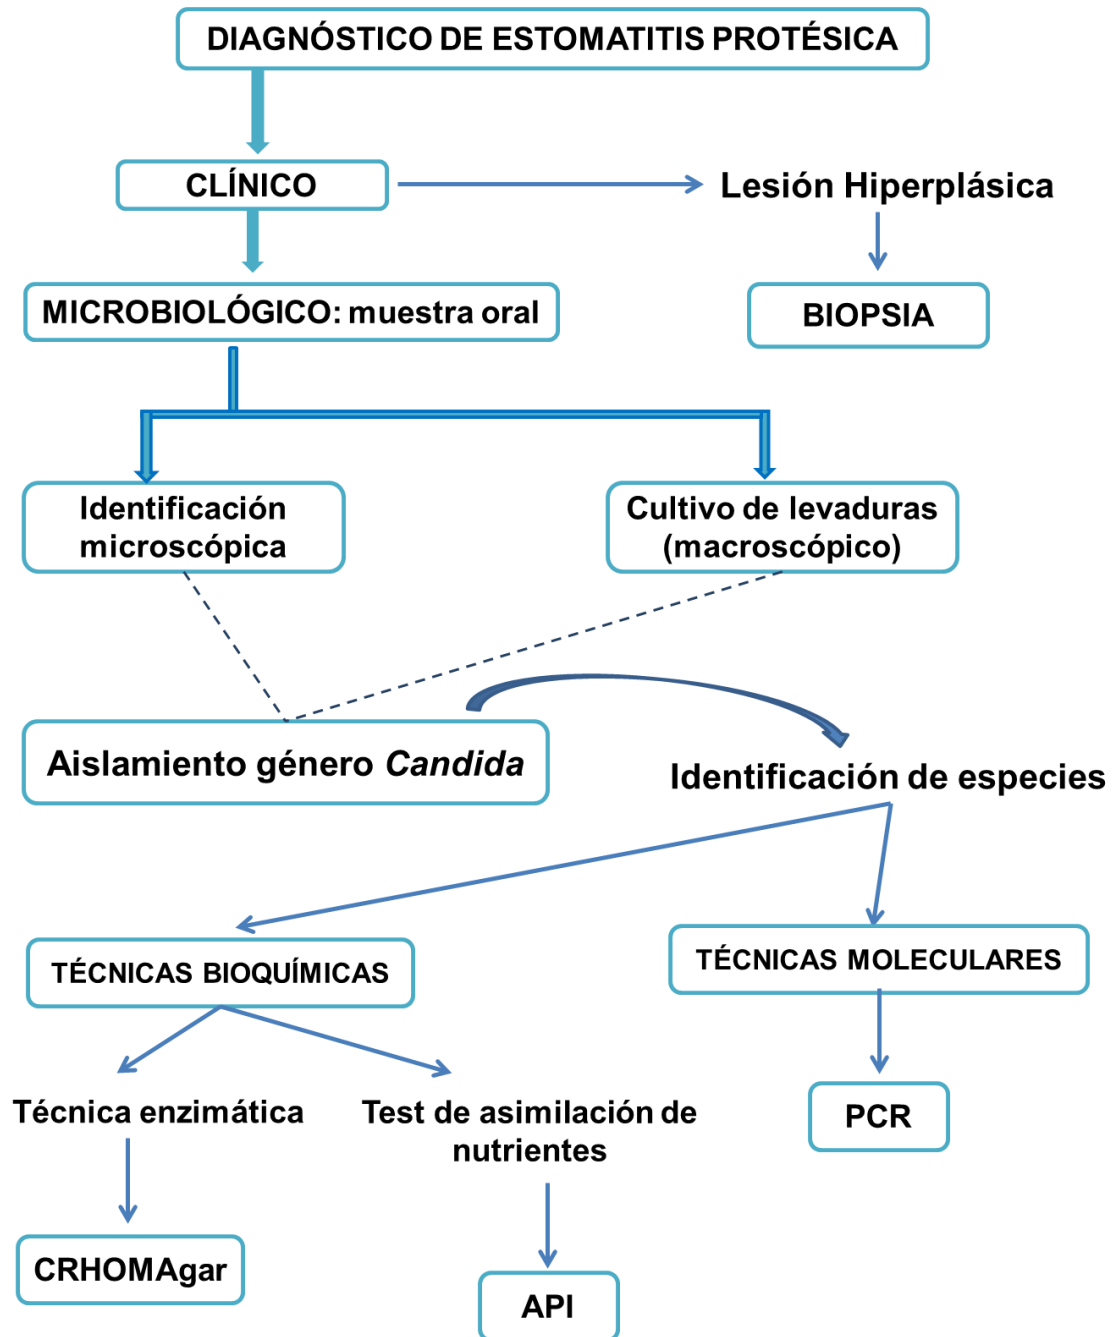 DIAGNÓSTICO DE ESTOMATITIS PROTÉSICA
CLÍNICO
Lesión Hiperplásica
MICROBIOLÓGICO: muestra oral
BIOPSIA
Identificación
microscópica
Cultivo de levaduras
(macroscópico)
Aislamiento género Candida
Identificación de especies
TÉCNICAS BIOQUÍMICAS
TÉCNICAS MOLECULARES
Técnica enzimática
Test de asimilación de
nutrientes
PCR
CRHOMAgar
API